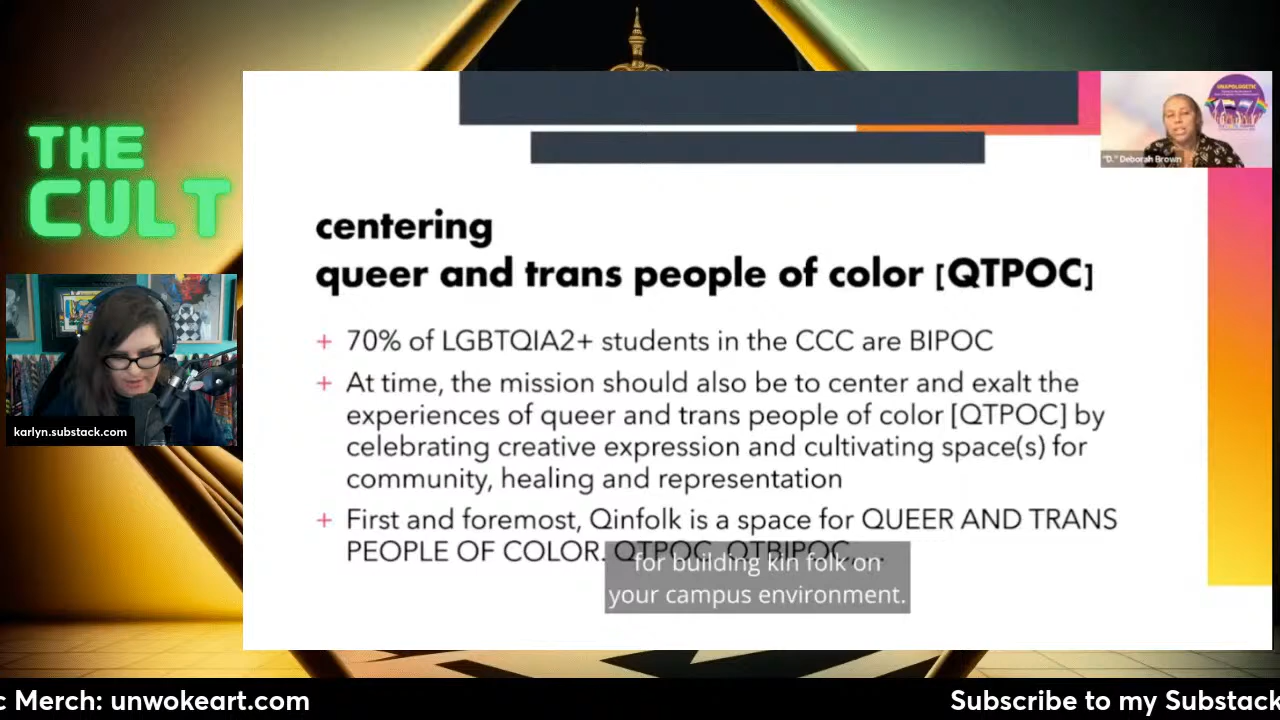 THE
CULT
karlyn.substack.com
UNAPOLOGETIC
"D." Deborah Brown
centering
queer and trans people of color [QTPOC]
+ 70% of LGBTQIA2+ students in the CCC are BIPOC
+ At time, the mission should also be to center and exalt the
experiences of queer and trans people of color [QTPOC] by
celebrating creative expression and cultivating space(s) for
community, healing and representation
+ First and foremost, Qinfolk is a space for QUEER AND TRANS
PEOPLE OF COLOR. QTPOC, QTBIPOC, ..
for building kin folk on
your campus environment.
c Merch: unwokeart.com
Subscribe to my Substack